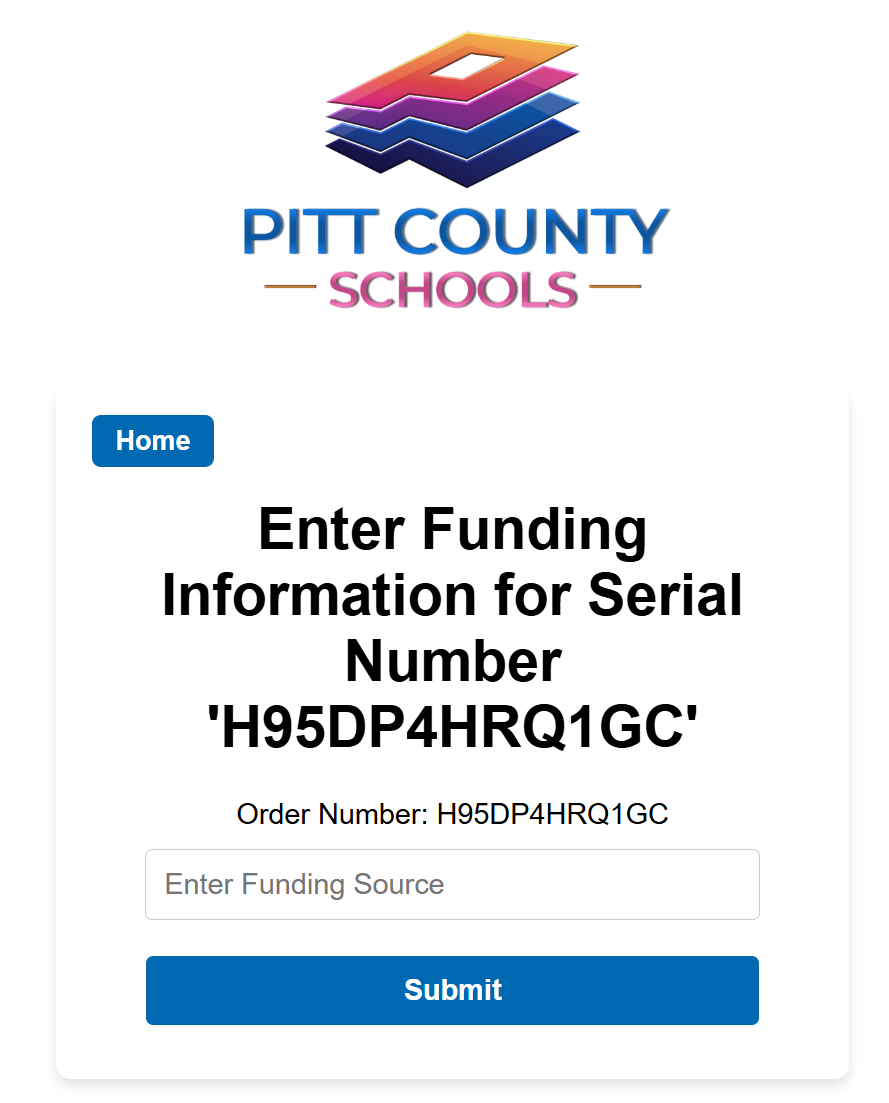 PITT COUNTY
SCHOOLS
Home
Enter Funding
Information for Serial
Number
'H95DP4HRQ1GC'
Order Number: H95DP4HRQ1GC
Enter Funding Source
Submit